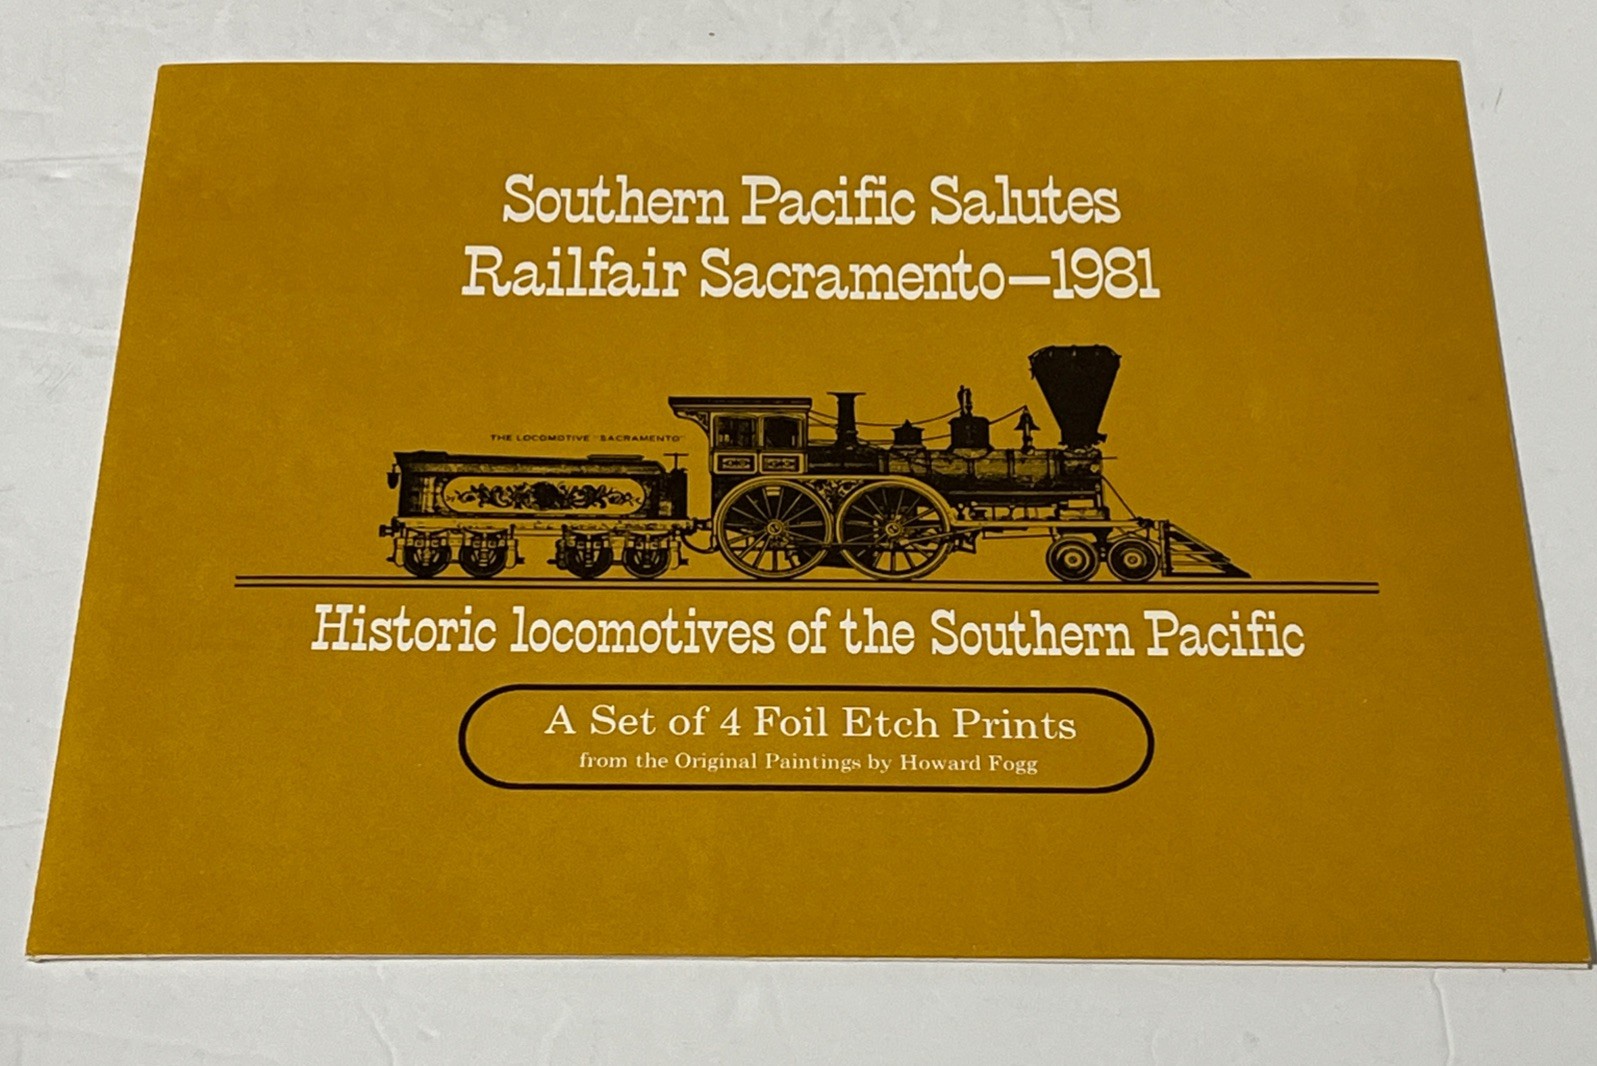 Southern Pacific Salutes
Railfair Sacramento—1981
THE LOCOMOTIVE "SACRAMENTO"
Historic locomotives of the Southern Pacific
A Set of 4 Foil Etch Prints
from the Original Paintings by Howard Fogg